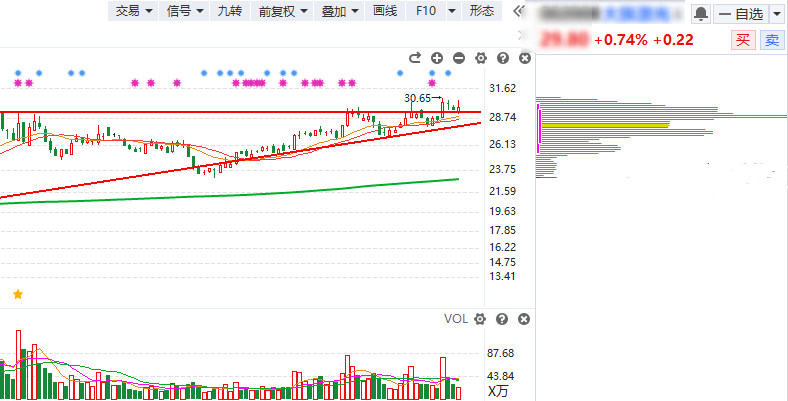 交易 信号 九转 前复权 叠加 画线 F10 形态
一 自选
+0.74% +0.22 买 卖
30.65
31.62
28.74
26.13
23.75
21.59
19.63
17.85
16.22
14.75
13.41
VOL
87.68
43.84
X万